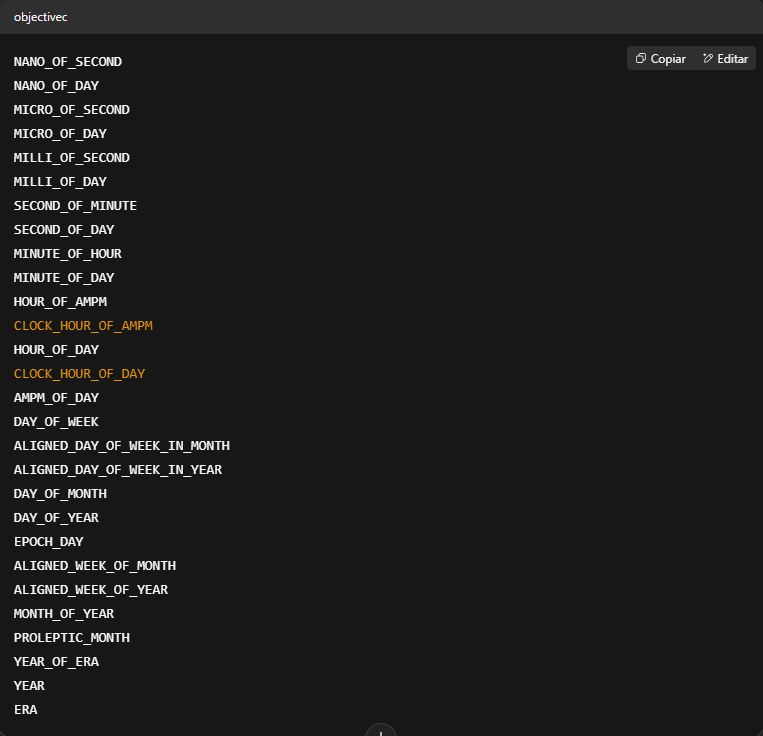 objectivec
Copiar Editar
NANO_OF_SECOND
NANO_OF_DAY
MICRO_OF_SECOND
MICRO_OF_DAY
MILLI_OF_SECOND
MILLI_OF_DAY
SECOND_OF_MINUTE
SECOND_OF_DAY
MINUTE_OF_HOUR
MINUTE_OF_DAY
HOUR_OF_AMPM
CLOCK_HOUR_OF_AMPM
HOUR_OF_DAY
CLOCK_HOUR_OF_DAY
AMPM_OF_DAY
DAY_OF_WEEK
ALIGNED_DAY_OF_WEEK_IN_MONTH
ALIGNED_DAY_OF_WEEK_IN_YEAR
DAY_OF_MONTH
DAY_OF_YEAR
EPOCH_DAY
ALIGNED_WEEK_OF_MONTH
ALIGNED_WEEK_OF_YEAR
MONTH_OF_YEAR
PROLEPTIC_MONTH
YEAR_OF_ERA
YEAR
ERA